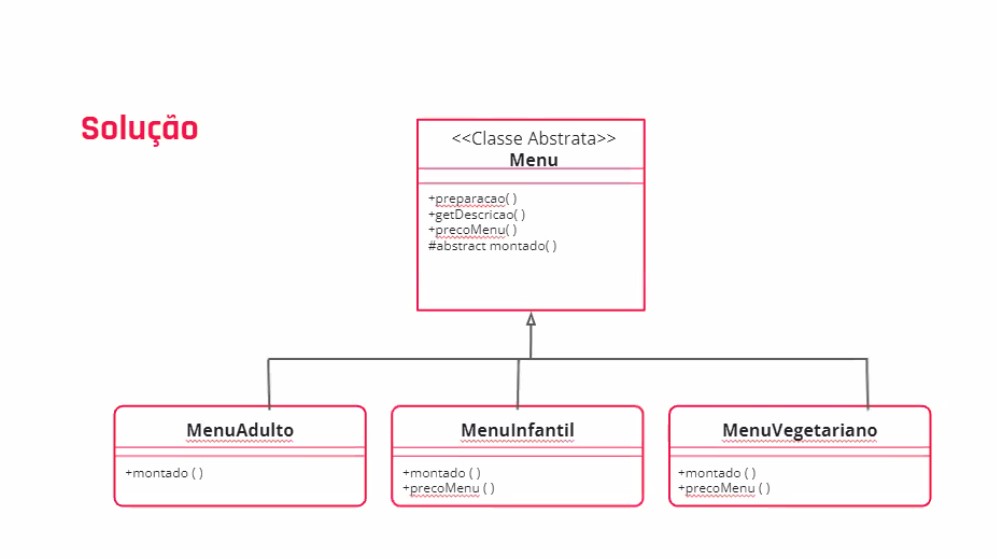 Solução
<<Classe Abstrata>>
Menu
+preparacao( )
+getDescricao( )
+precoMenu( )
#abstract montado( )
MenuAdulto
+montado ( )
MenuInfantil
+montado ( )
+precoMenu ( )
MenuVegetariano
+montado ( )
+precoMenu ( )